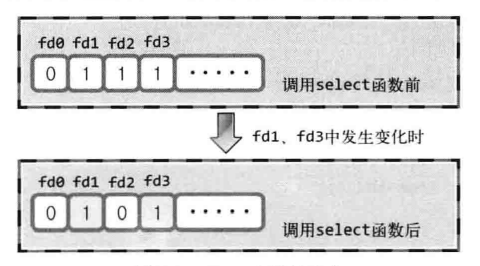 fd0 fd1 fd2 fd3
0 1 1 1 ·····
调用select函数前
fd1、fd3中发生变化时
fd0 fd1 fd2 fd3
0 1 0 1 ·····
调用select函数后